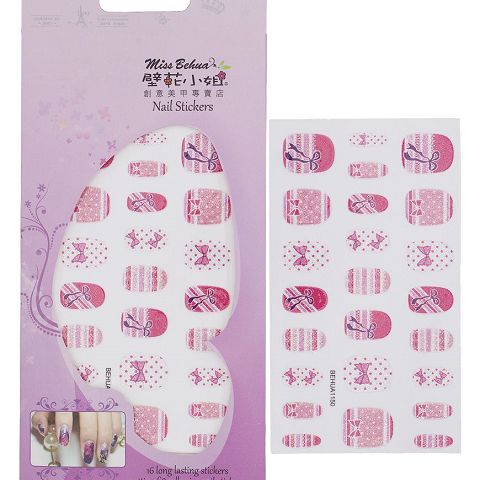 Miss Behua
壁花小姐
創意美甲專賣店
Nail Stickers
BEHUA
BEHUA1150
16 long lasting stickers